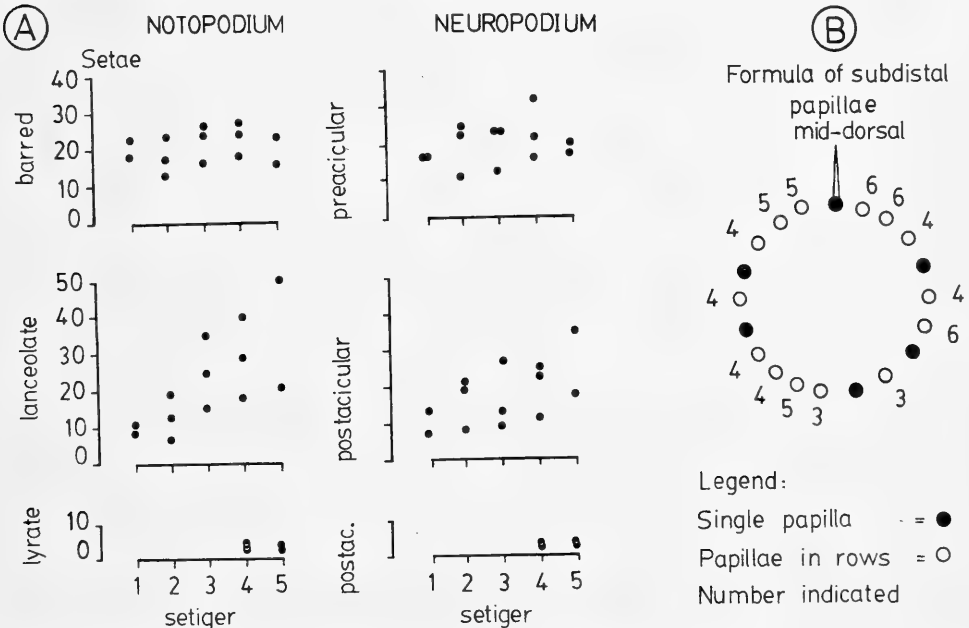 A
NOTOPODIUM
NEUROPODIUM
Setae
barred
40
30
20
10
0
preacicular
lanceolate
50
40
30
20
10
0
postacicular
lyrate
10
0
postac.
1 2 3 4 5
setiger
1 2 3 4 5
setiger
B
Formula of subdistal
papillae
mid-dorsal
5 6
5 6
4 4
4 4
6
4
4 3
5 3
Legend:
Single papilla = ●
Papillae in rows = ○
Number indicated